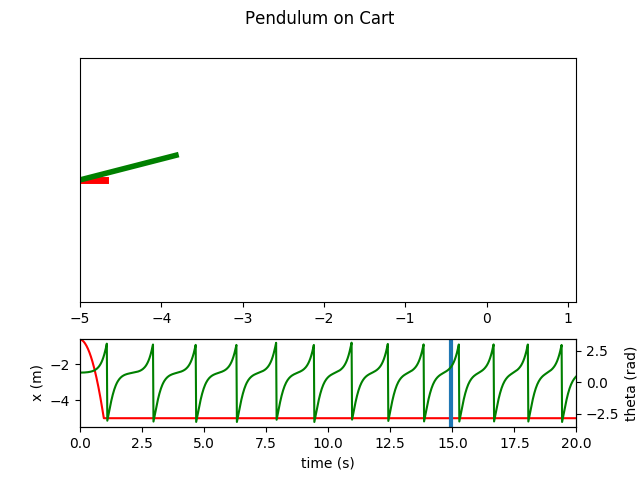 Pendulum on Cart
−5 −4 −3 −2 −1 0 1
x (m)
−2
−4
2.5
0.0
−2.5
theta (rad)
0.0 2.5 5.0 7.5 10.0 12.5 15.0 17.5 20.0
time (s)